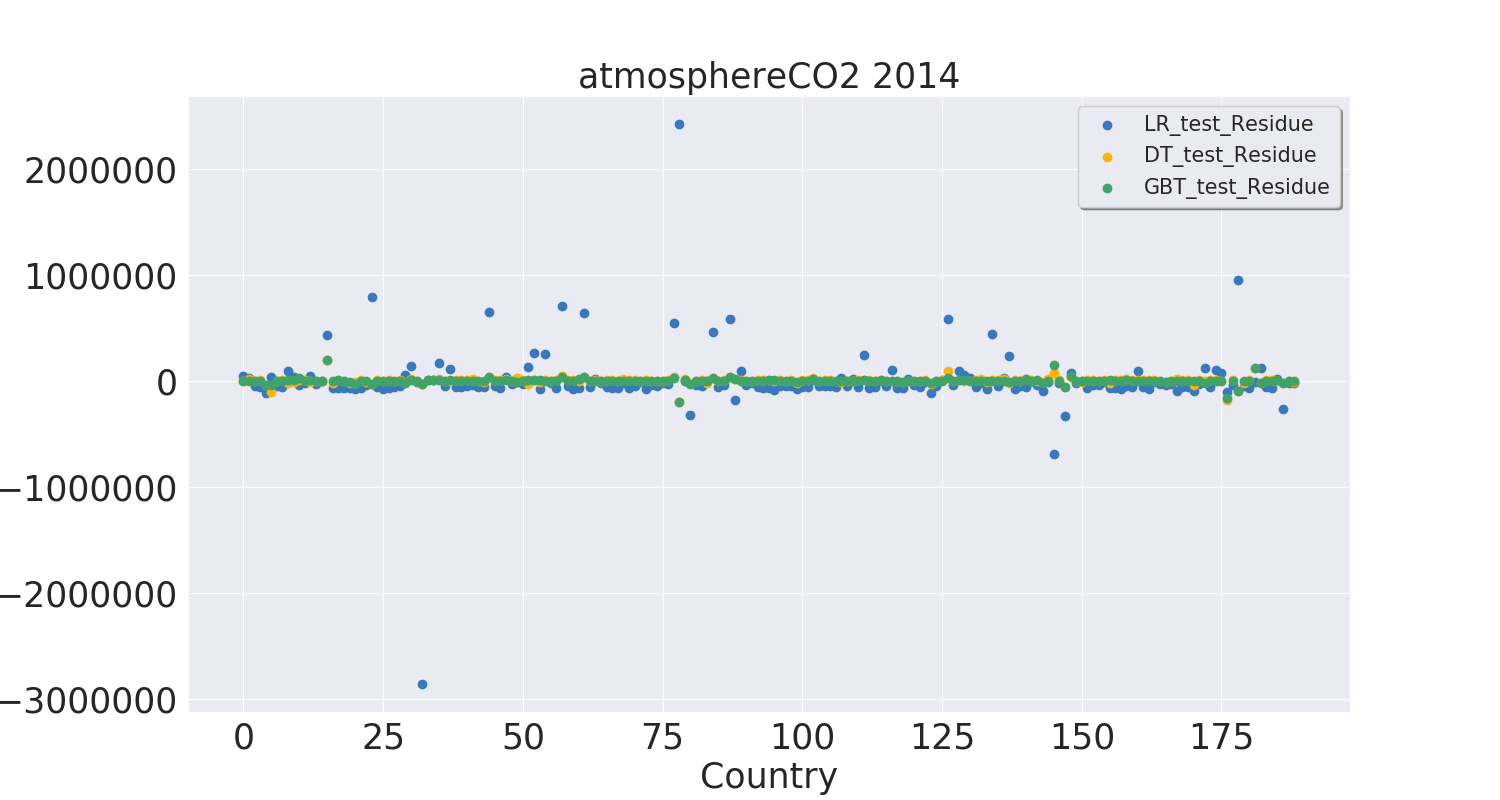 atmosphereCO2 2014
LR_test_Residue
DT_test_Residue
GBT_test_Residue
2000000
1000000
0
−1000000
−2000000
−3000000
0 25 50 75 100 125 150 175
Country